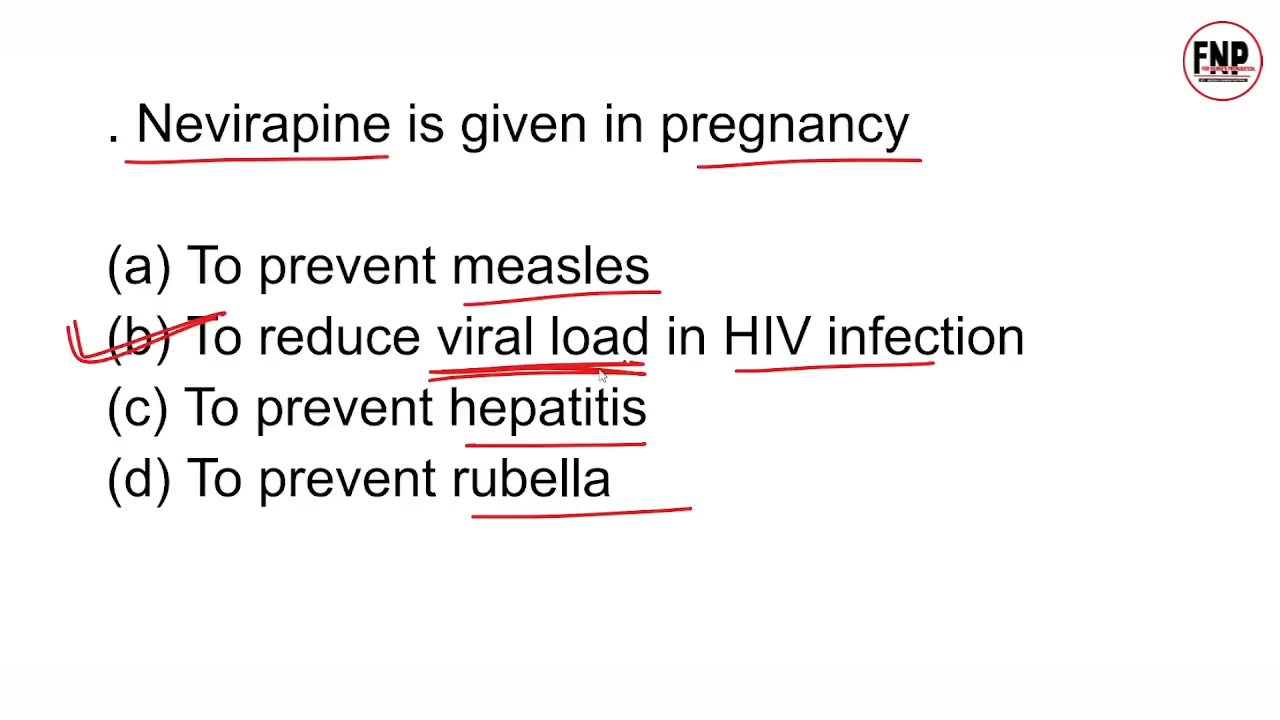 FNP
. Nevirapine is given in pregnancy
(a) To prevent measles
(b) To reduce viral load in HIV infection
(c) To prevent hepatitis
(d) To prevent rubella